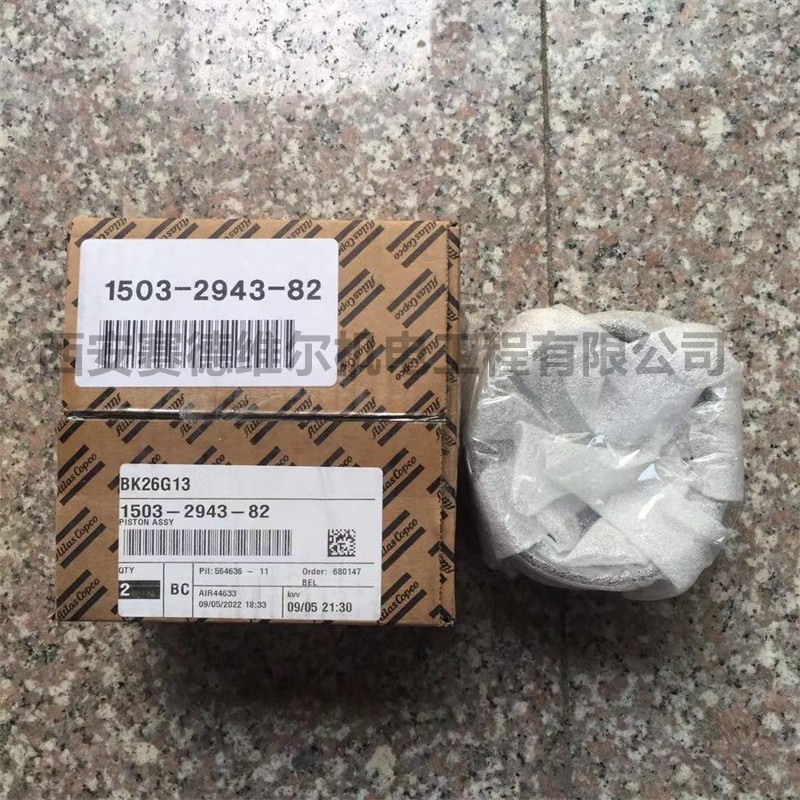 Atlas Copco
1503-2943-82
西安赛德维尔机电工程有限公司
BK26G13
1503-2943-82
PISTON ASSY
QTY
2
BC
Pil: 564636 - 11
Order: 680147
BEL
AIR44633
09/05/2022 18:33
kvv
09/05 21:30